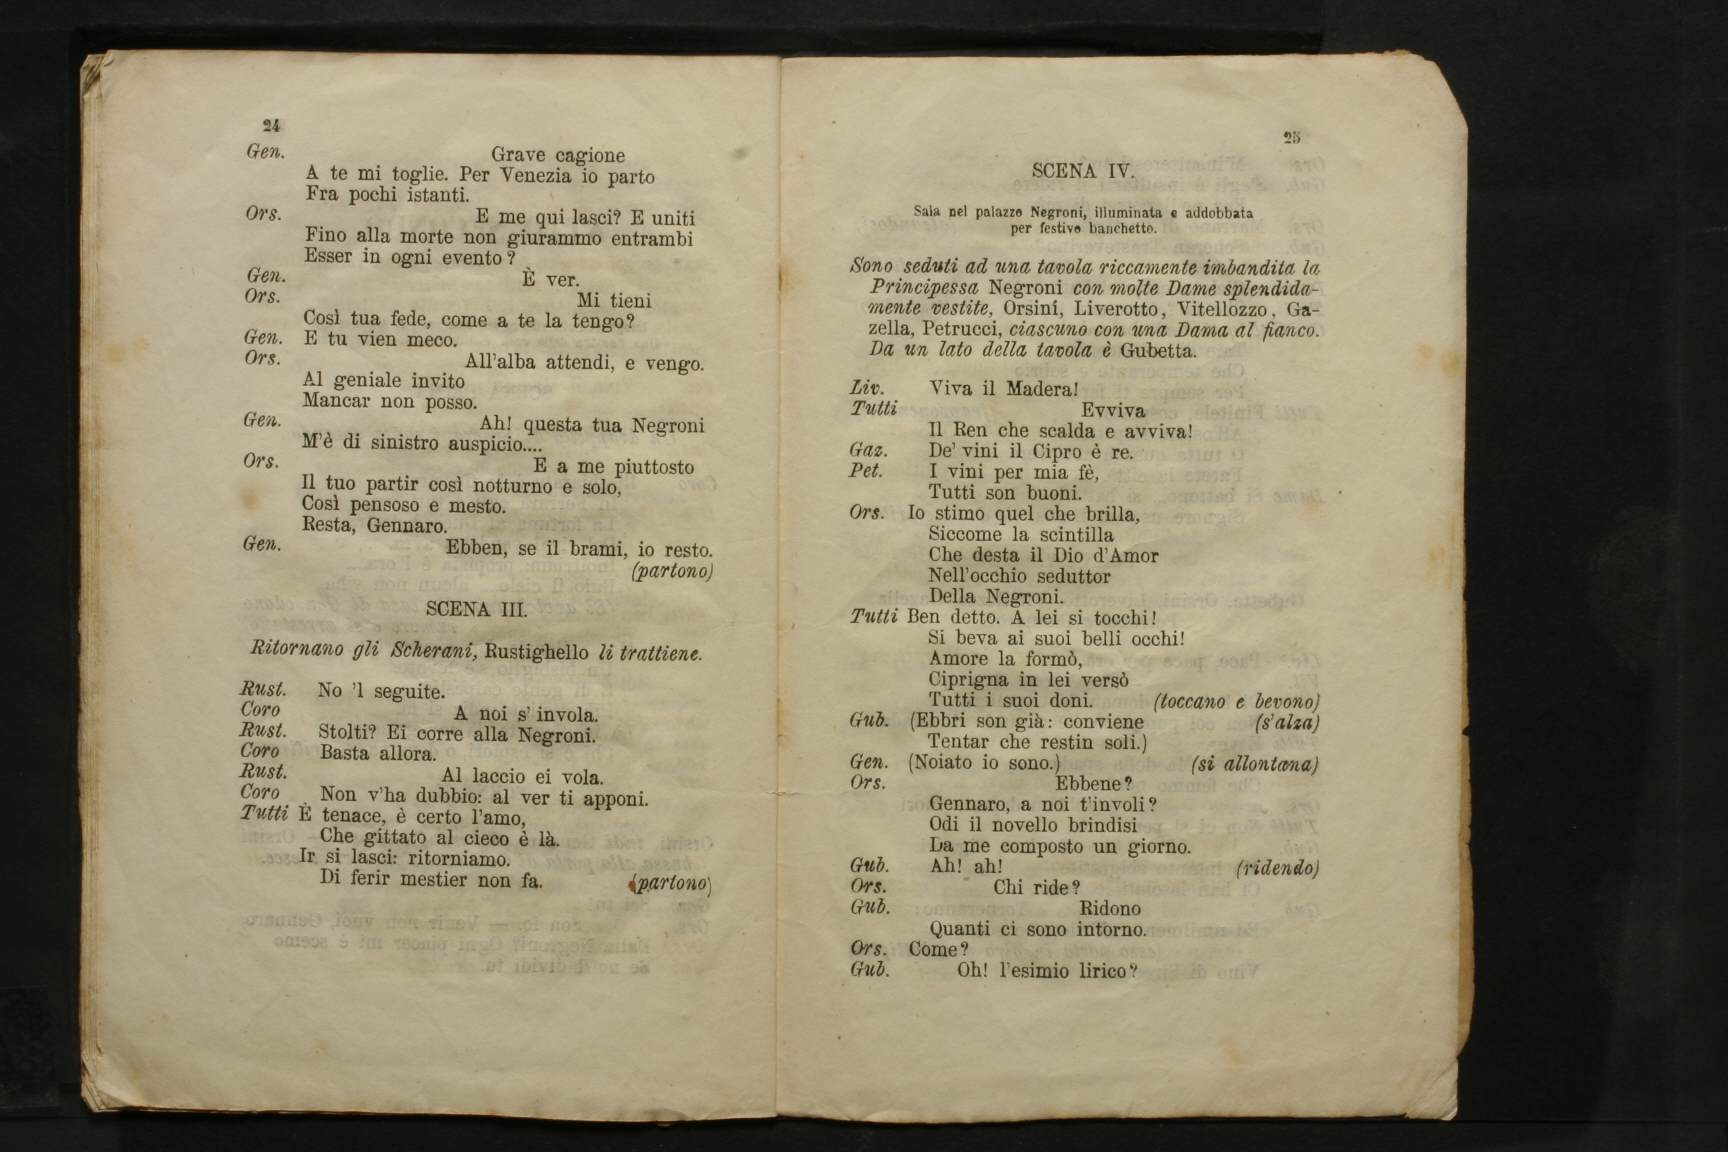 24
Gen. Grave cagione
A te mi toglie. Per Venezia io parto
Fra pochi istanti.
Ors. E me qui lasci? E uniti
Fino alla morte non giurammo entrambi
Esser in ogni evento?
Gen. È ver.
Ors. Mi tieni
Così tua fede, come a te la tengo?
Gen. E tu vien meco.
Ors. All'alba attendi, e vengo.
Al geniale invito
Mancar non posso.
Gen. Ah! questa tua Negroni
M'è di sinistro auspicio....
Ors. E a me piuttosto
Il tuo partir così notturno e solo,
Così pensoso e mesto.
Resta, Gennaro.
Gen. Ebben, se il brami, io resto.
(partono)
SCENA III.
Ritornano gli Scherani, Rustighello li trattiene.
Rust. No 'l seguite.
Coro A noi s' invola.
Rust. Stolti? Ei corre alla Negroni.
Coro Basta allora.
Rust. Al laccio ei vola.
Coro Non v'ha dubbio: al ver ti apponi.
Tutti È tenace, è certo l'amo,
Che gittato al cieco è là.
Ir si lasci: ritorniamo.
Di ferir mestier non fa. (partono)
25
SCENA IV.
Sala nel palazzo Negroni, illuminata e addobbata
per festivo banchetto.
Sono seduti ad una tavola riccamente imbandita la
Principessa Negroni con molte Dame splendida-
mente vestite, Orsini, Liverotto, Vitellozzo, Ga-
zella, Petrucci, ciascuno con una Dama al fianco.
Da un lato della tavola è Gubetta.
Liv. Viva il Madera!
Tutti Evviva
Il Ren che scalda e avviva!
Gaz. De' vini il Cipro è re.
Pet. I vini per mia fè,
Tutti son buoni.
Ors. Io stimo quel che brilla,
Siccome la scintilla
Che desta il Dio d'Amor
Nell'occhio seduttor
Della Negroni.
Tutti Ben detto. A lei si tocchi!
Si beva ai suoi belli occhi!
Amore la formò,
Ciprigna in lei versò
Tutti i suoi doni. (toccano e bevono)
Gub. (Ebbri son già: conviene (s'alza)
Tentar che restin soli.)
Gen. (Noiato io sono.) (si allontana)
Ors. Ebbene?
Gennaro, a noi t'involi?
Odi il novello brindisi
Da me composto un giorno.
Gub. Ah! ah! (ridendo)
Ors. Chi ride?
Gub. Ridono
Quanti ci sono intorno.
Ors. Come?
Gub. Oh! l'esimio lirico?